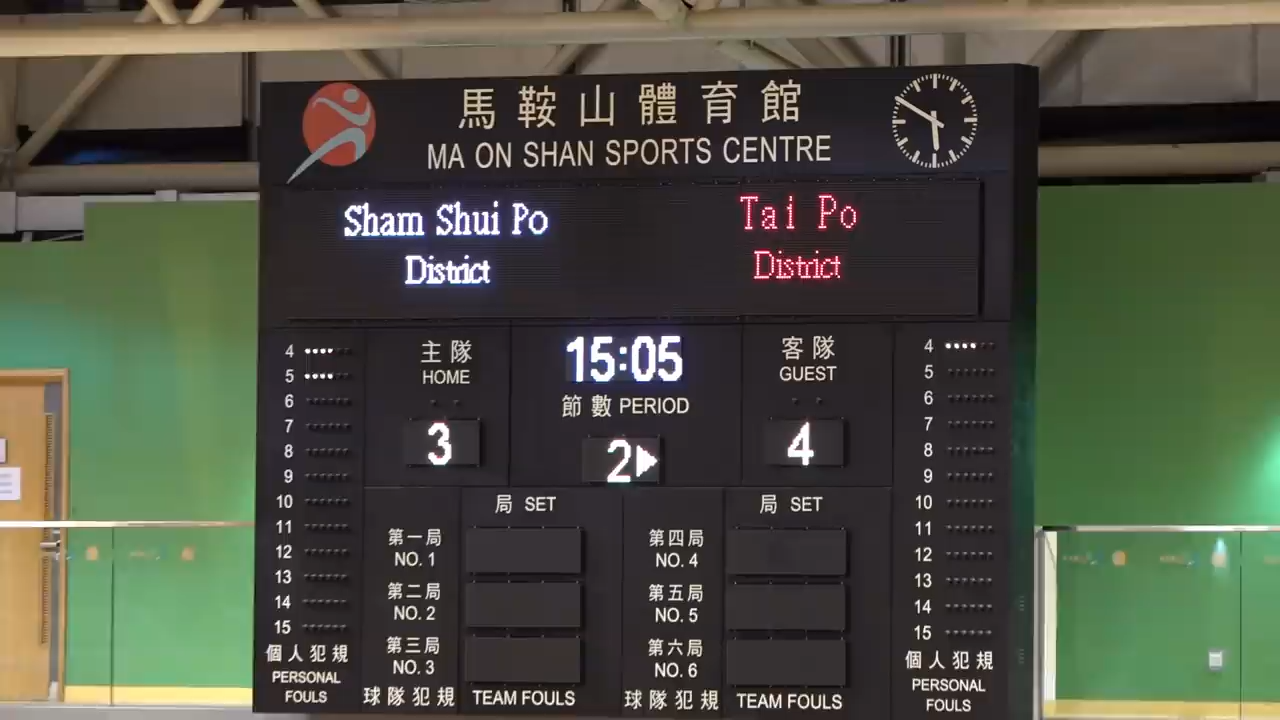 馬鞍山體育館
MA ON SHAN SPORTS CENTRE
Sham Shui Po
District
Tai Po
District
15:05
主隊
HOME
客隊
GUEST
節數 PERIOD
3
2
4
4
5
6
7
8
9
10
11
12
13
14
15
個人犯規
PERSONAL
FOULS
局 SET
第一局
NO. 1
第二局
NO. 2
第三局
NO. 3
球隊犯規 TEAM FOULS
局 SET
第四局
NO. 4
第五局
NO. 5
第六局
NO. 6
球隊犯規 TEAM FOULS
4
5
6
7
8
9
10
11
12
13
14
15
個人犯規
PERSONAL
FOULS